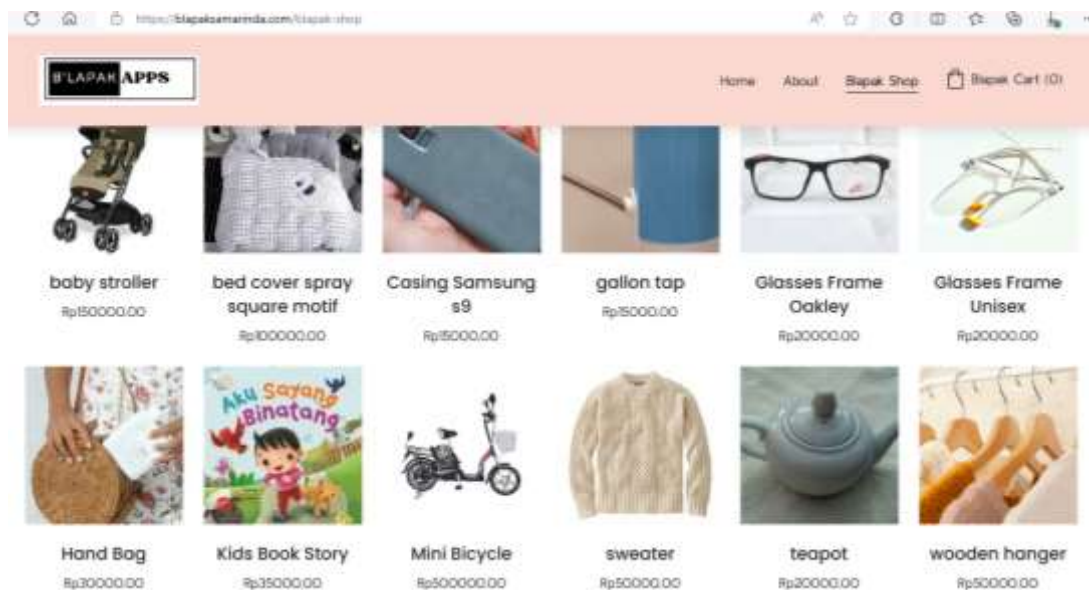 https://blapaksamarinda.com/blapak-shop
B'LAPAK APPS
Home About Blapak Shop Blapak Cart (0)
baby stroller
Rp150000.00
bed cover spray
square motif
Rp100000.00
Casing Samsung
s9
Rp15000.00
gallon tap
Rp15000.00
Glasses Frame
Oakley
Rp20000.00
Glasses Frame
Unisex
Rp20000.00
Aku Sayang
Binatang
Hand Bag
Rp30000.00
Kids Book Story
Rp35000.00
Mini Bicycle
Rp500000.00
sweater
Rp50000.00
teapot
Rp20000.00
wooden hanger
Rp50000.00